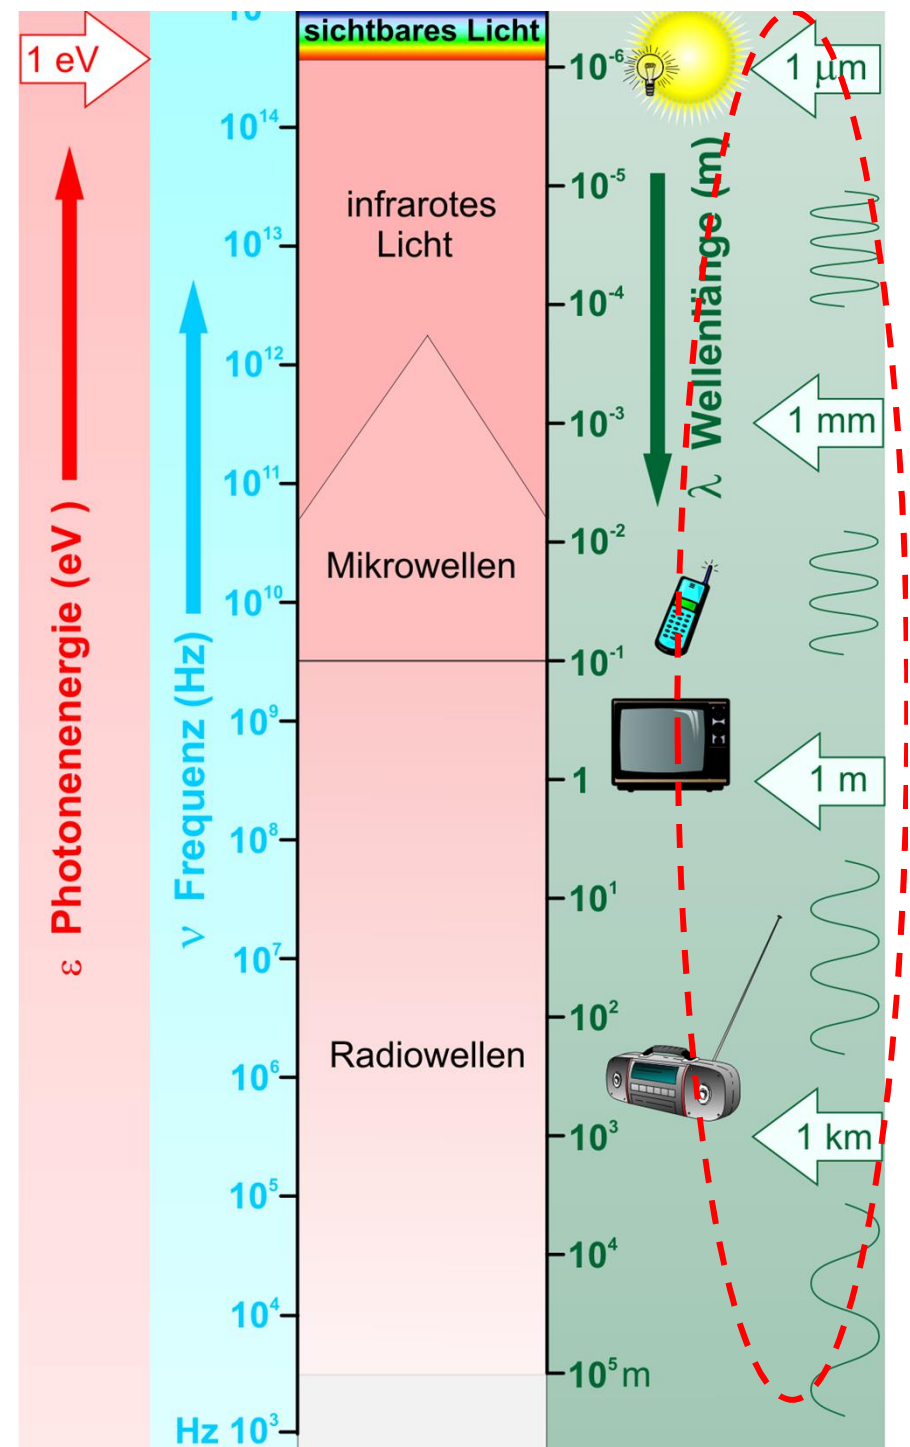 ε Photonenenergie (eV )
1 eV
ν Frequenz (Hz)
10¹⁴
10¹³
10¹²
10¹¹
10¹⁰
10⁹
10⁸
10⁷
10⁶
10⁵
10⁴
Hz 10³
sichtbares Licht
infrarotes
Licht
Mikrowellen
Radiowellen
10⁻⁶
10⁻⁵
10⁻⁴
10⁻³
10⁻²
10⁻¹
1
10¹
10²
10³
10⁴
10⁵ m
λ Wellenlänge (m)
1 μm
1 mm
1 m
1 km